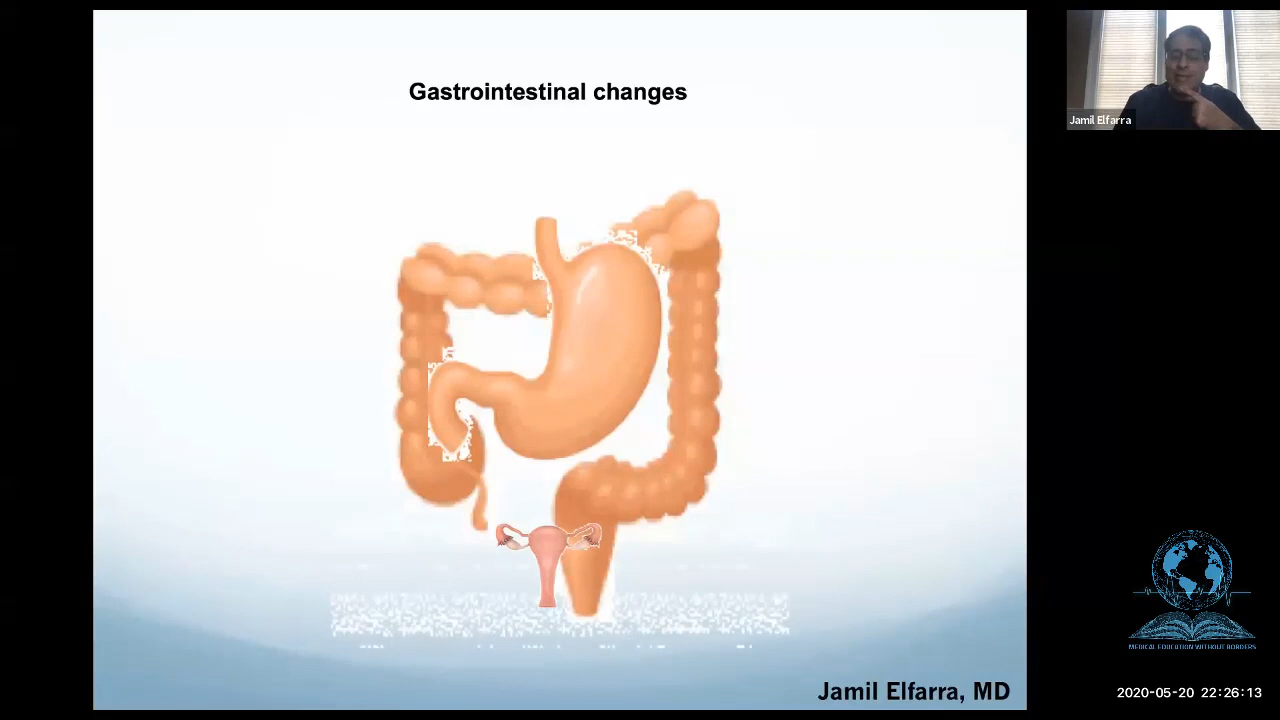 Gastrointestinal changes
Jamil Elfarra
MEDICAL EDUCATION WITHOUT BORDERS
Jamil Elfarra, MD
2020-05-20 22:26:13